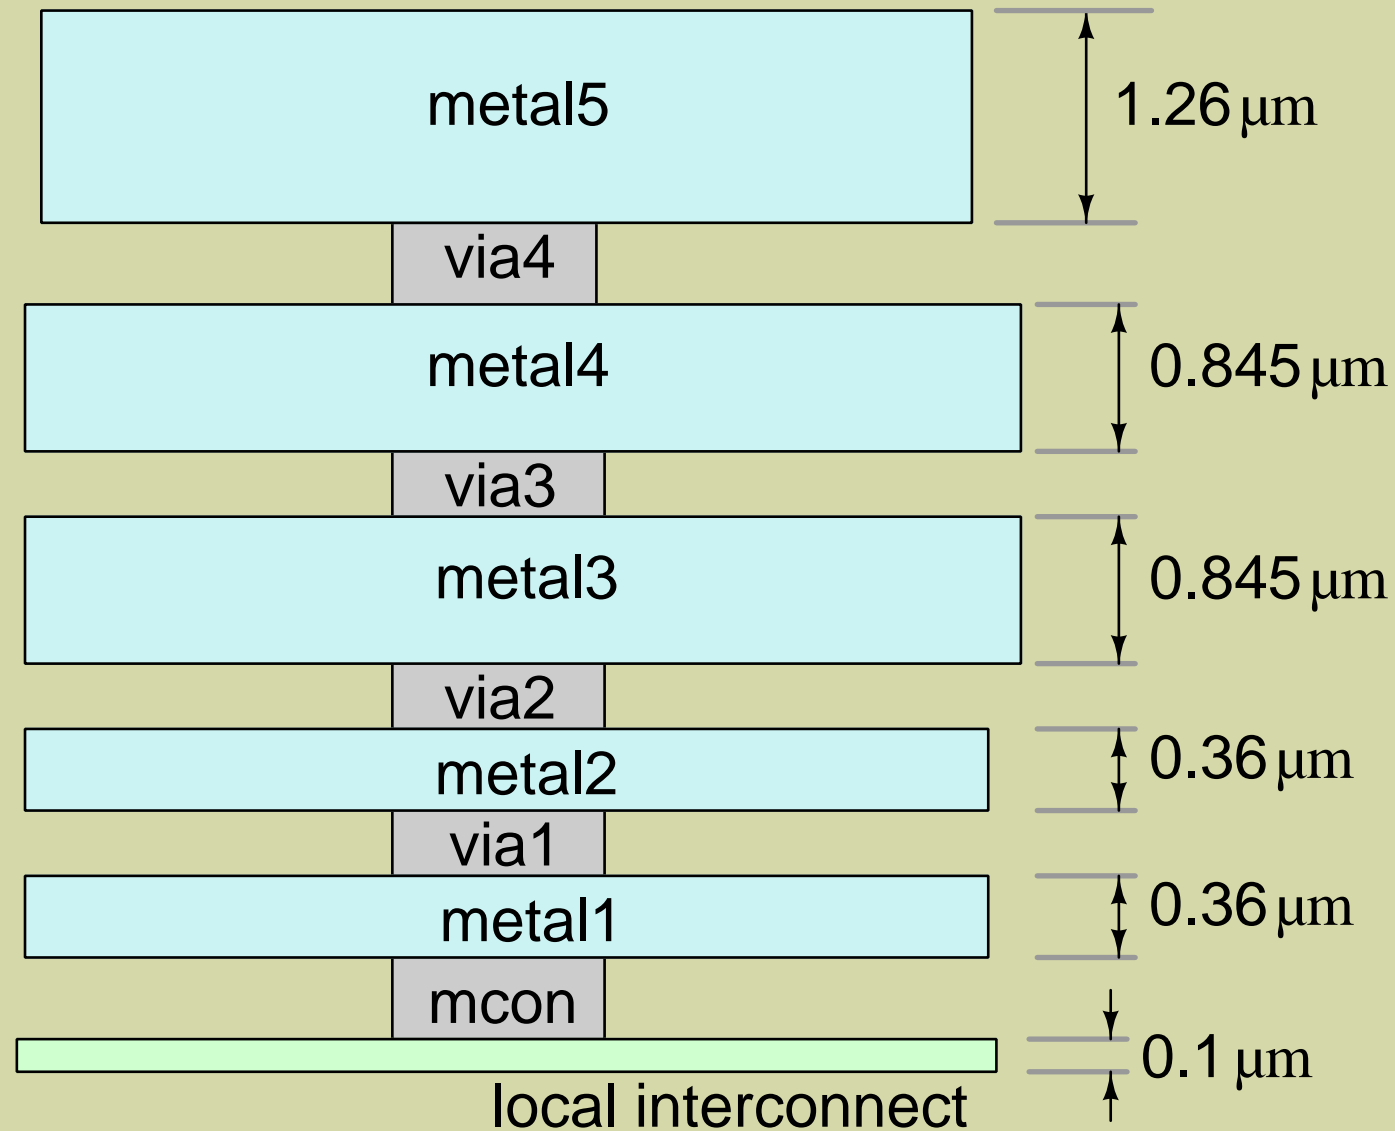 metal5
1.26 μm
via4
metal4
0.845 μm
via3
metal3
0.845 μm
via2
metal2
0.36 μm
via1
metal1
0.36 μm
mcon
0.1 μm
local interconnect